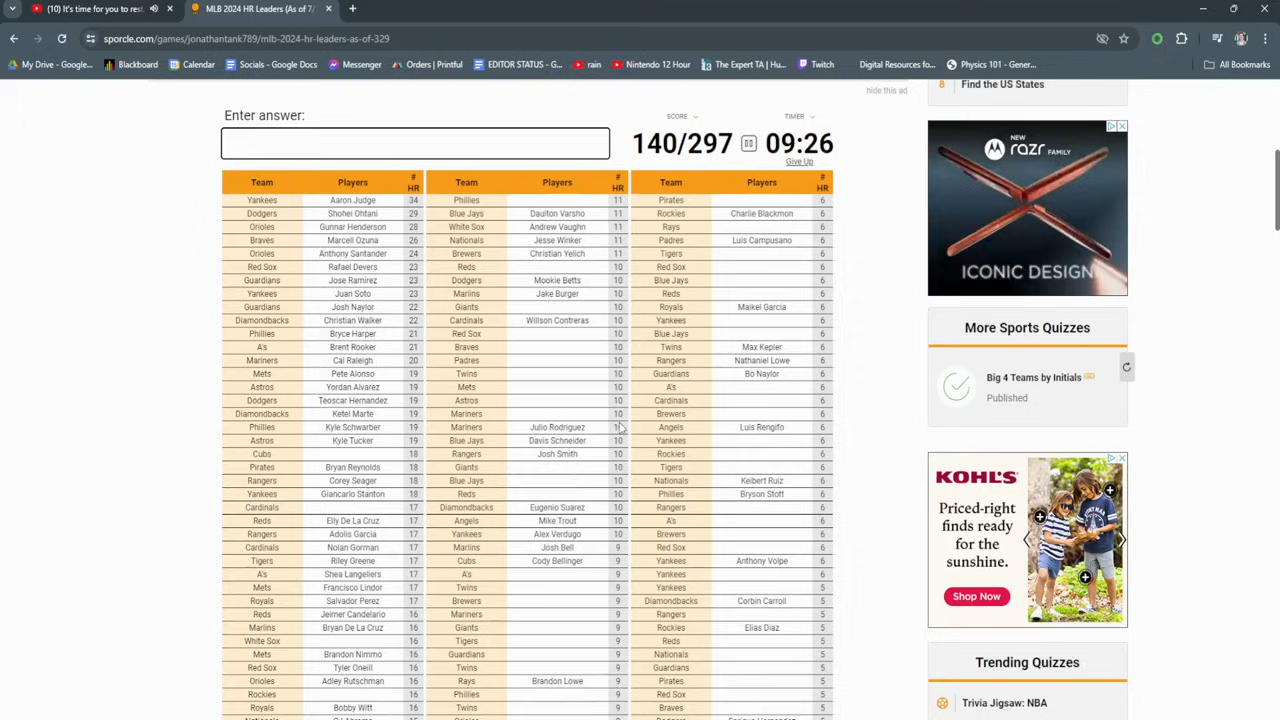 (10) It's time for you to rest.
MLB 2024 HR Leaders (As of 7/
sporcle.com/games/jonathantank789/mlb-2024-hr-leaders-as-of-329
My Drive - Google... Blackboard Calendar Socials - Google Docs Messenger Orders | Printful EDITOR STATUS - G... rain Nintendo 12 Hour The Expert TA | Hu... Twitch Digital Resources fo... Physics 101 - Gener... All Bookmarks
hide this ad
8 Find the US States
Enter answer:
SCORE TIMER
140/297 09:26
Give Up
Team Players # HR Team Players # HR Team Players # HR
Yankees Aaron Judge 34 Phillies 11 Pirates 6
Dodgers Shohei Ohtani 29 Blue Jays Daulton Varsho 11 Rockies Charlie Blackmon 6
Orioles Gunnar Henderson 28 White Sox Andrew Vaughn 11 Rays 6
Braves Marcell Ozuna 26 Nationals Jesse Winker 11 Padres Luis Campusano 6
Orioles Anthony Santander 24 Brewers Christian Yelich 11 Tigers 6
Red Sox Rafael Devers 23 Reds 10 Red Sox 6
Guardians Jose Ramirez 23 Dodgers Mookie Betts 10 Blue Jays 6
Yankees Juan Soto 23 Marlins Jake Burger 10 Reds 6
Guardians Josh Naylor 22 Giants 10 Royals Maikel Garcia 6
Diamondbacks Christian Walker 22 Cardinals Willson Contreras 10 Yankees 6
Phillies Bryce Harper 21 Red Sox 10 Blue Jays 6
A's Brent Rooker 21 Braves 10 Twins Max Kepler 6
Mariners Cal Raleigh 20 Padres 10 Rangers Nathaniel Lowe 6
Mets Pete Alonso 19 Twins 10 Guardians Bo Naylor 6
Astros Yordan Alvarez 19 Mets 10 A's 6
Dodgers Teoscar Hernandez 19 Astros 10 Cardinals 6
Diamondbacks Ketel Marte 19 Mariners 10 Brewers 6
Phillies Kyle Schwarber 19 Mariners Julio Rodriguez Angels Luis Rengifo 6
Astros Kyle Tucker 19 Blue Jays Davis Schneider 10 Yankees 6
Cubs 18 Rangers Josh Smith 10 Rockies 6
Pirates Bryan Reynolds 18 Giants 10 Tigers 6
Rangers Corey Seager 18 Blue Jays 10 Nationals Keibert Ruiz 6
Yankees Giancarlo Stanton 18 Reds 10 Phillies Bryson Stott 6
Cardinals 17 Diamondbacks Eugenio Suarez 10 Rangers 6
Reds Elly De La Cruz 17 Angels Mike Trout 10 A's 6
Rangers Adolis Garcia 17 Yankees Alex Verdugo 10 Brewers 6
Cardinals Nolan Gorman 17 Marlins Josh Bell 9 Red Sox 6
Tigers Riley Greene 17 Cubs Cody Bellinger 9 Yankees Anthony Volpe 6
A's Shea Langeliers 17 A's 9 Yankees 6
Mets Francisco Lindor 17 Twins 9 Yankees 5
Royals Salvador Perez 17 Brewers 9 Diamondbacks Corbin Carroll 5
Reds Jeimer Candelario 16 Mariners 9 Rangers 5
Marlins Bryan De La Cruz 16 Giants 9 Rockies Elias Diaz 5
White Sox 16 Tigers 9 Reds 5
Mets Brandon Nimmo 16 Guardians 9 Nationals 5
Red Sox Tyler Oneill 16 Twins 9 Guardians 5
Orioles Adley Rutschman 16 Rays Brandon Lowe 9 Pirates 5
Rockies 16 Phillies 9 Red Sox 5
Royals Bobby Witt 16 Twins 9 Braves 5
NEW
razr FAMILY
MOTOROLA
ICONIC DESIGN
More Sports Quizzes
Big 4 Teams by Initials
Published
KOHL'S
Priced-right
finds ready
for the
sunshine.
Shop Now
Trending Quizzes
Trivia Jigsaw: NBA